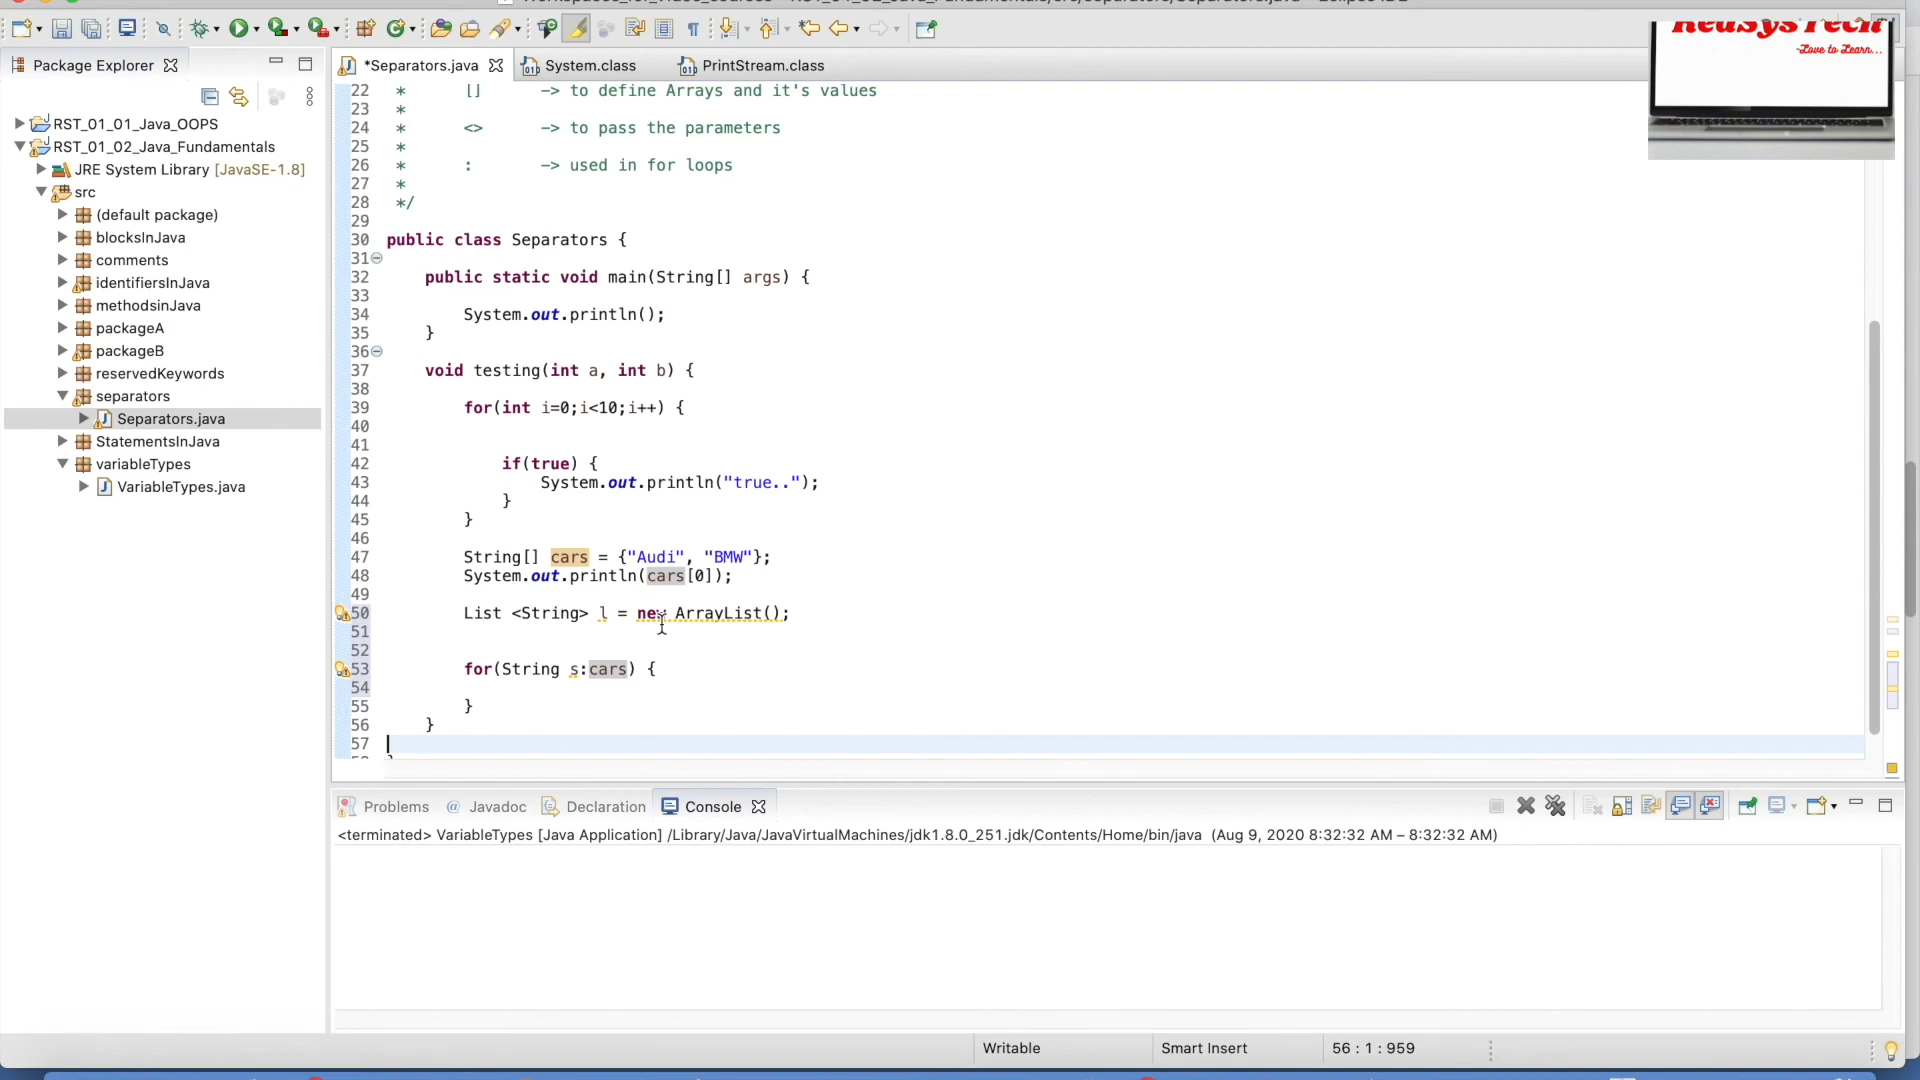 Package Explorer
RST_01_01_Java_OOPS
RST_01_02_Java_Fundamentals
JRE System Library [JavaSE-1.8]
src
(default package)
blocksInJava
comments
identifiersInJava
methodsinJava
packageA
packageB
reservedKeywords
separators
Separators.java
StatementsInJava
variableTypes
VariableTypes.java
*Separators.java
System.class
PrintStream.class
-Love to Learn...
22 * [] -> to define Arrays and it's values
23 *
24 * <> -> to pass the parameters
25 *
26 * : -> used in for loops
27 *
28 */
29
30 public class Separators {
31
32 public static void main(String[] args) {
33
34 System.out.println();
35 }
36
37 void testing(int a, int b) {
38
39 for(int i=0;i<10;i++) {
40
41
42 if(true) {
43 System.out.println("true..");
44 }
45 }
46
47 String[] cars = {"Audi", "BMW"};
48 System.out.println(cars[0]);
49
50 List <String> l = new ArrayList();
51
52
53 for(String s:cars) {
54
55 }
56 }
57
Problems @ Javadoc Declaration Console
<terminated> VariableTypes [Java Application] /Library/Java/JavaVirtualMachines/jdk1.8.0_251.jdk/Contents/Home/bin/java (Aug 9, 2020 8:32:32 AM – 8:32:32 AM)
Writable
Smart Insert
56 : 1 : 959